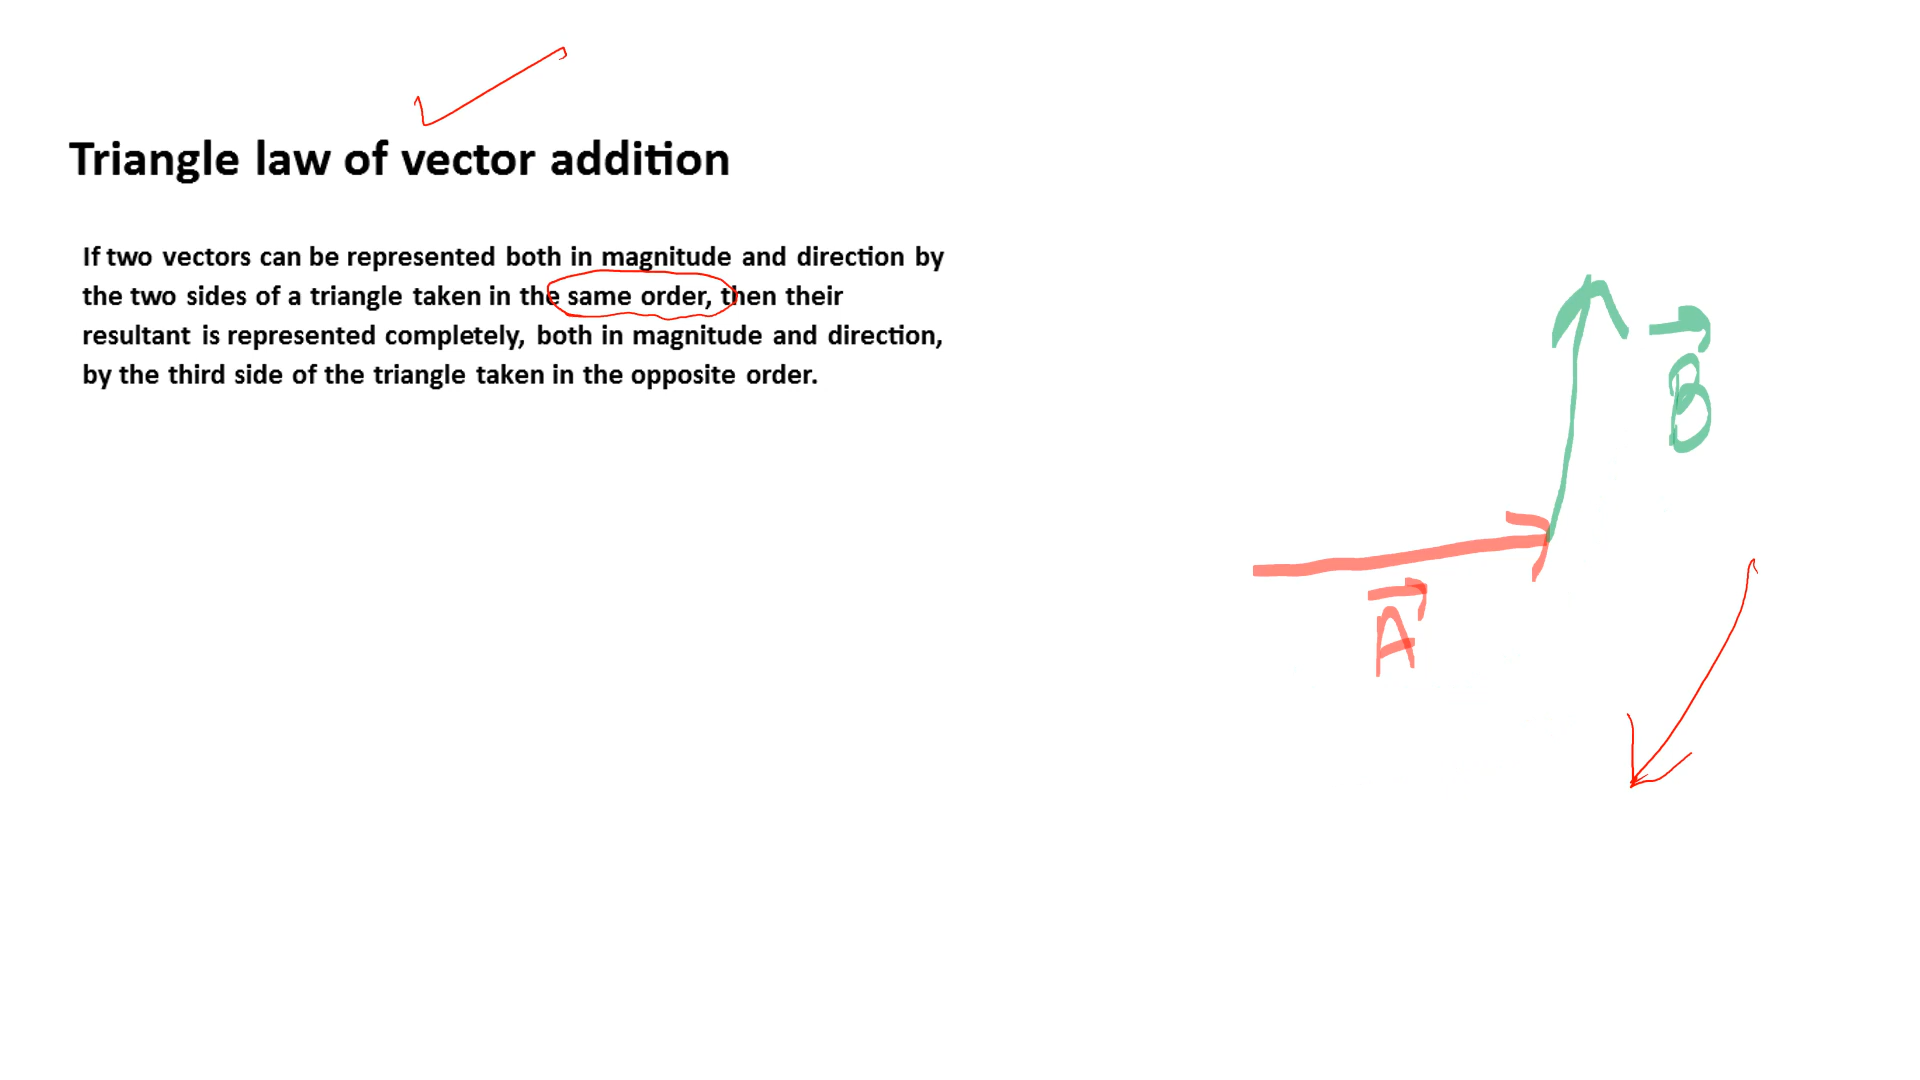 Triangle law of vector addition
If two vectors can be represented both in magnitude and direction by
the two sides of a triangle taken in the same order, then their
resultant is represented completely, both in magnitude and direction,
by the third side of the triangle taken in the opposite order.
B
A